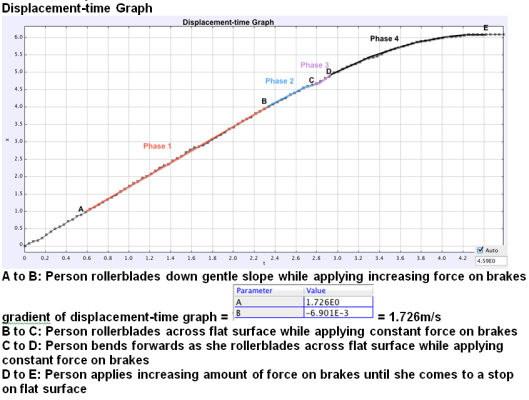 Displacement-time Graph
Displacement-time Graph
E
6.0
Phase 4
5.5
Phase 3
D
5.0
Phase 2
C
4.5
B
4.0
3.5
x
3.0
Phase 1
2.5
2.0
1.5
A
1.0
0.5
0
0 0.2 0.4 0.6 0.8 1.0 1.2 1.4 1.6 1.8 2.0 2.2 2.4 2.6 2.8 3.0 3.2 3.4 3.6 3.8 4.0 4.2
Auto
t
4.59E0
A to B: Person rollerblades down gentle slope while applying increasing force on brakes
Parameter Value
A 1.726E0
gradient of displacement-time graph = B -6.901E-3 = 1.726m/s
B to C: Person rollerblades across flat surface while applying constant force on brakes
C to D: Person bends forwards as she rollerblades across flat surface while applying
constant force on brakes
D to E: Person applies increasing amount of force on brakes until she comes to a stop
on flat surface